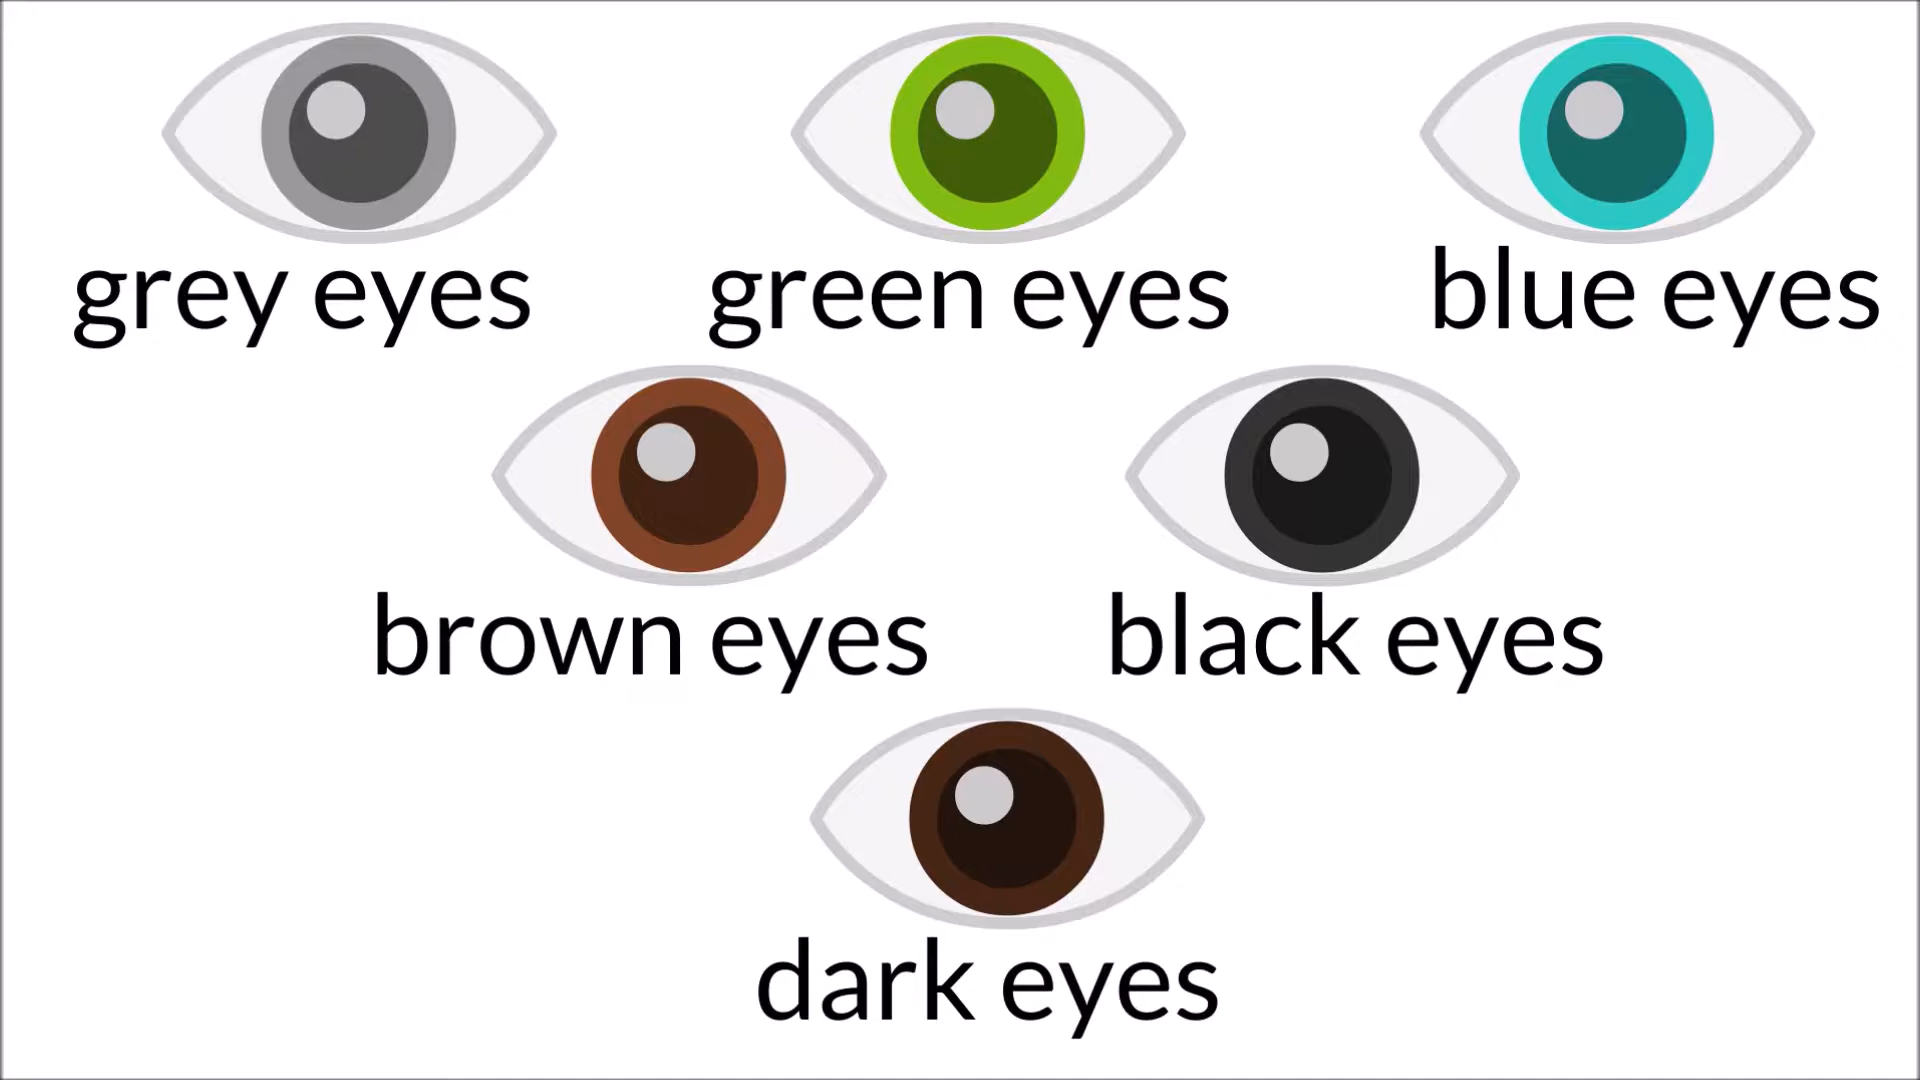 grey eyes
green eyes
blue eyes
brown eyes
black eyes
dark eyes